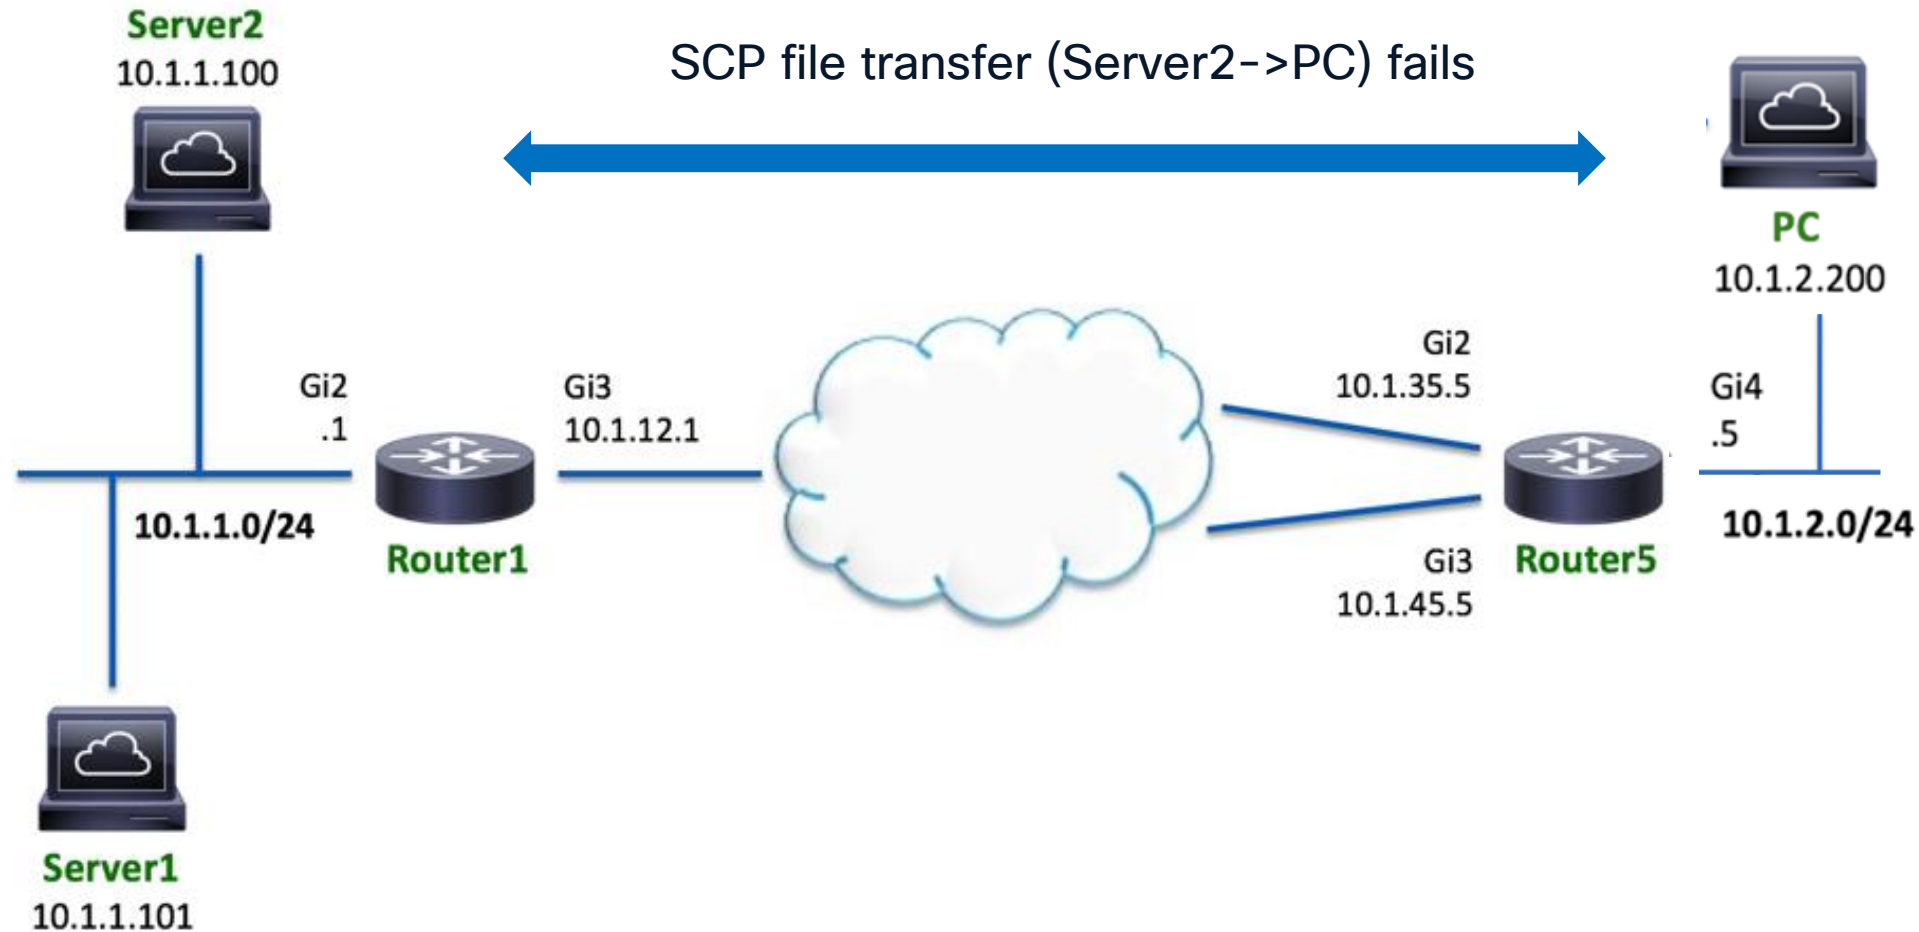 Server2
10.1.1.100
SCP file transfer (Server2->PC) fails
PC
10.1.2.200
Gi2
.1
Gi3
10.1.12.1
Gi2
10.1.35.5
Gi4
.5
10.1.1.0/24
Router1
Gi3
10.1.45.5
Router5
10.1.2.0/24
Server1
10.1.1.101